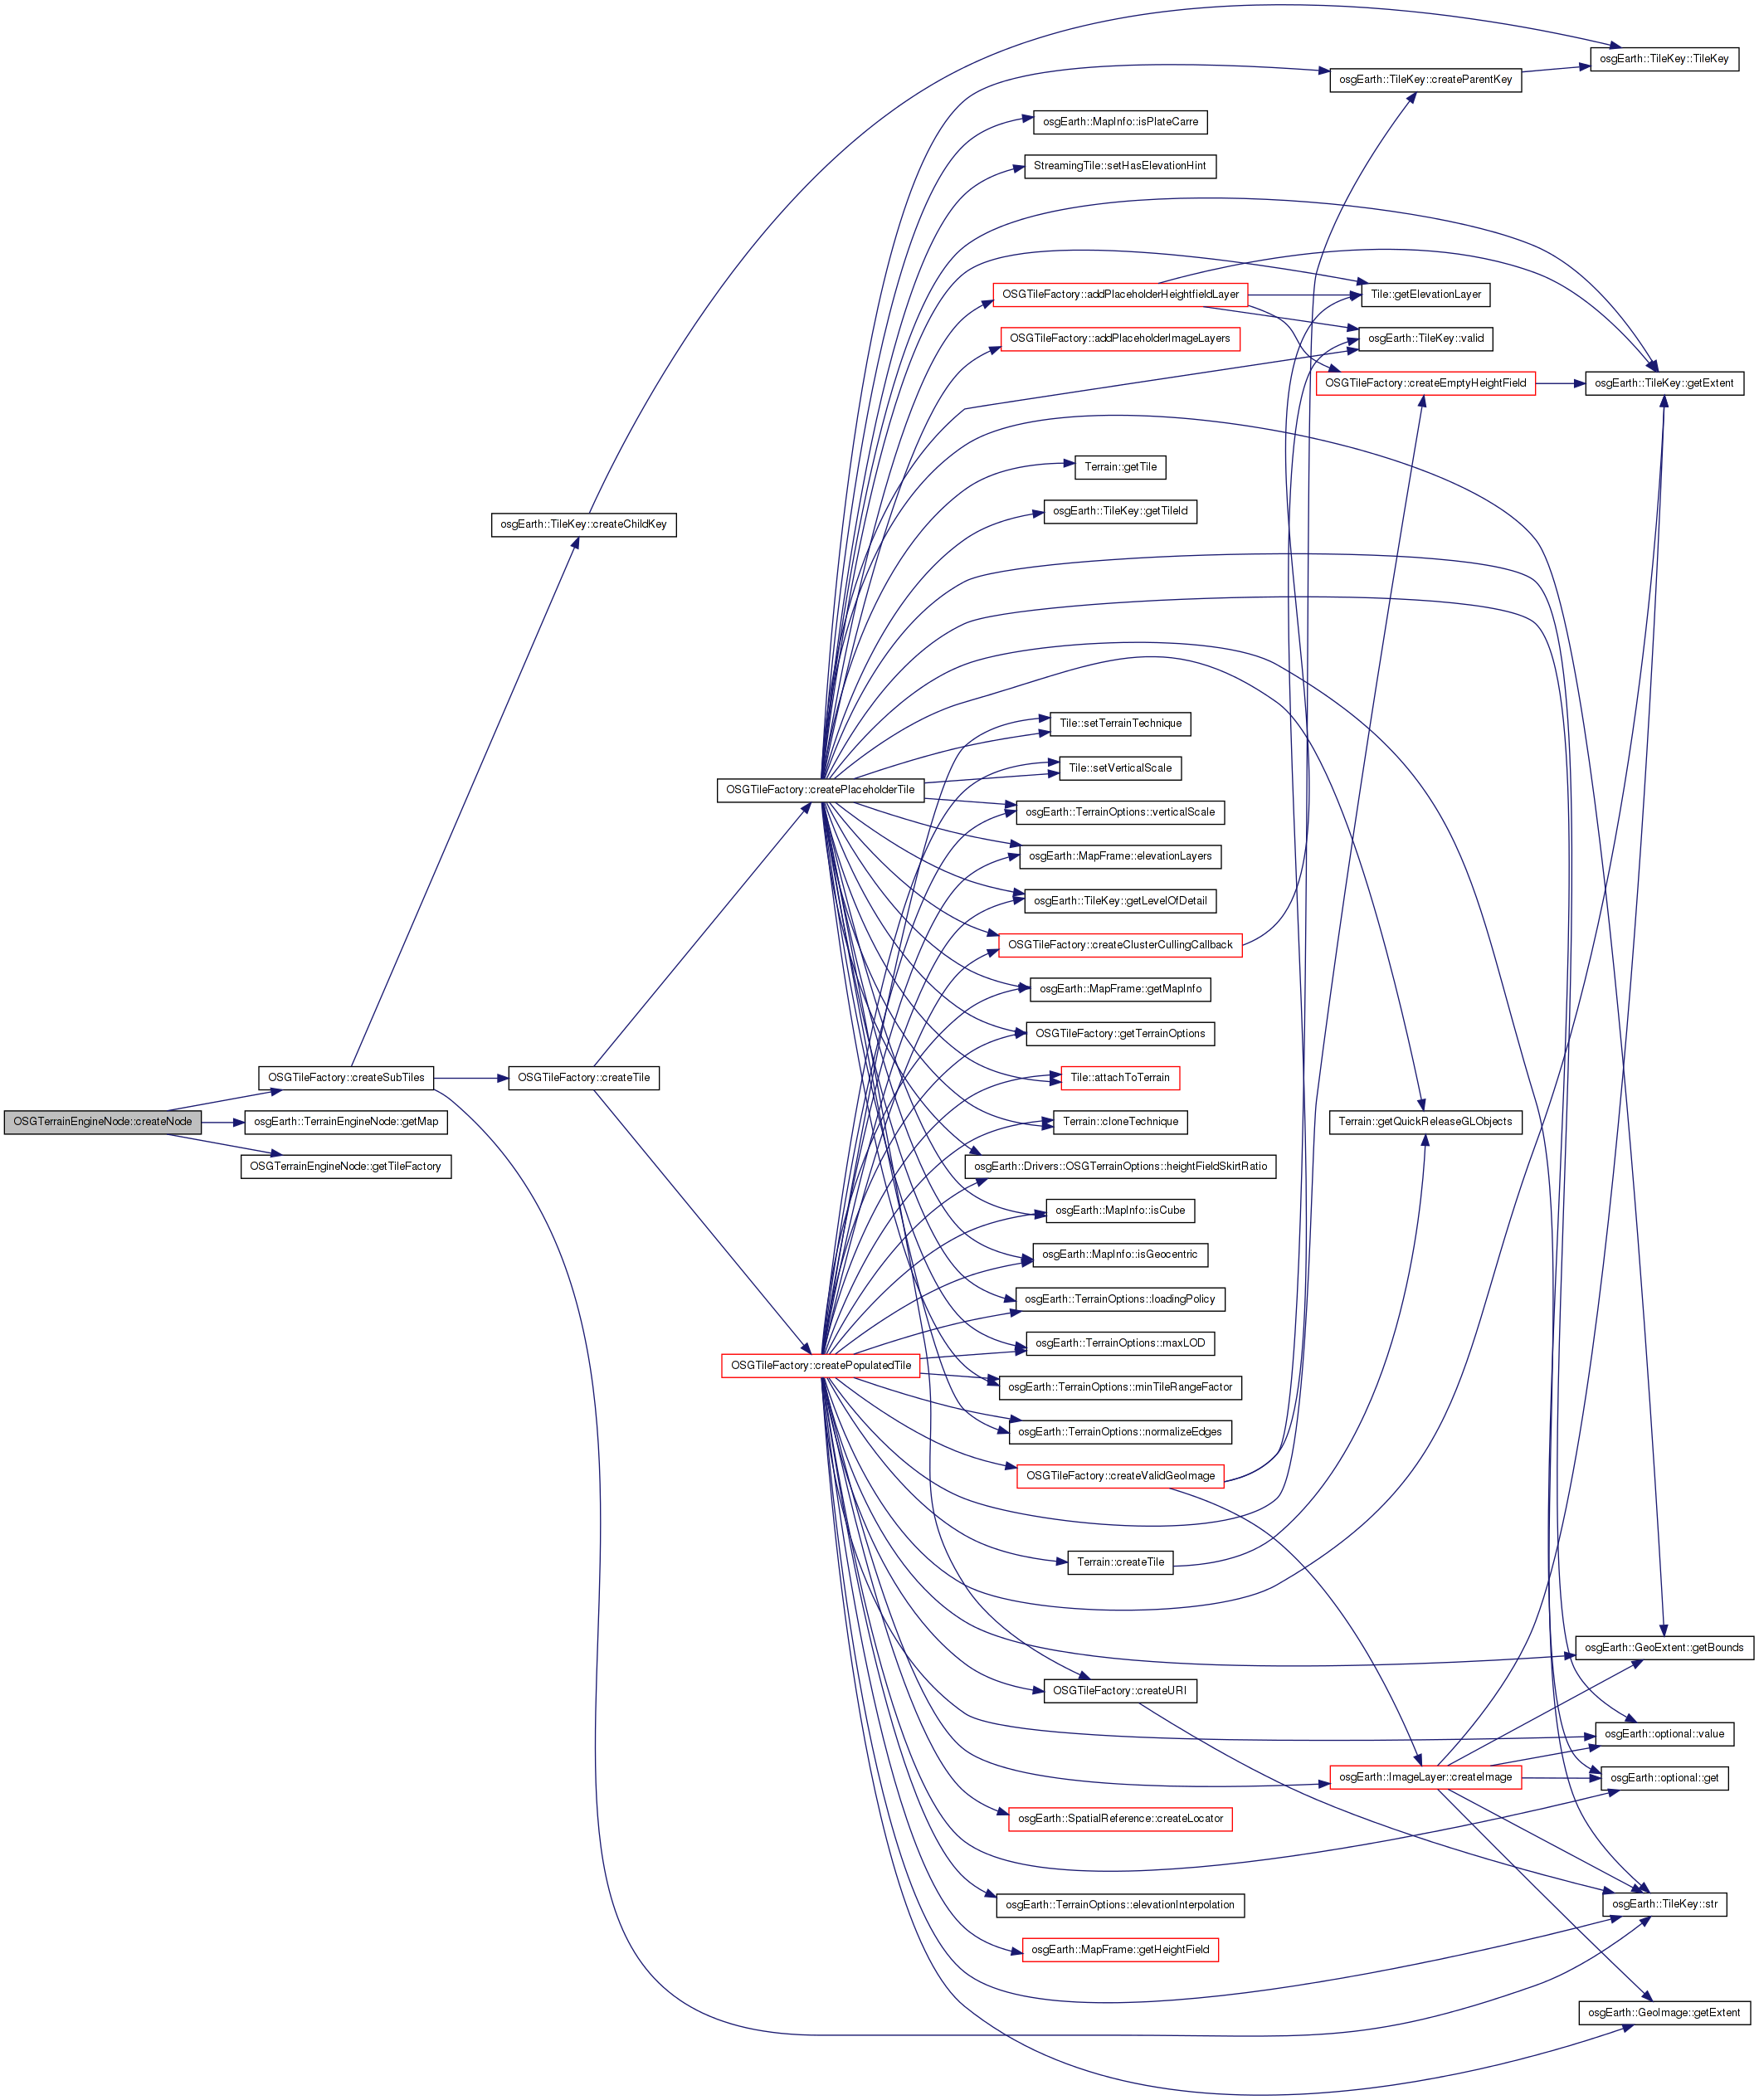 osgEarth::TileKey::TileKey
osgEarth::TileKey::createParentKey
osgEarth::MapInfo::isPlateCarre
StreamingTile::setHasElevationHint
OSGTileFactory::addPlaceholderHeightfieldLayer
Tile::getElevationLayer
OSGTileFactory::addPlaceholderImageLayers
osgEarth::TileKey::valid
OSGTileFactory::createEmptyHeightField
osgEarth::TileKey::getExtent
Terrain::getTile
osgEarth::TileKey::getTileId
osgEarth::TileKey::createChildKey
Tile::setTerrainTechnique
Tile::setVerticalScale
OSGTileFactory::createPlaceholderTile
osgEarth::TerrainOptions::verticalScale
osgEarth::MapFrame::elevationLayers
osgEarth::TileKey::getLevelOfDetail
OSGTileFactory::createClusterCullingCallback
osgEarth::MapFrame::getMapInfo
OSGTileFactory::getTerrainOptions
OSGTileFactory::createSubTiles
OSGTileFactory::createTile
Tile::attachToTerrain
OSGTerrainEngineNode::createNode
osgEarth::TerrainEngineNode::getMap
Terrain::cloneTechnique
Terrain::getQuickReleaseGLObjects
OSGTerrainEngineNode::getTileFactory
osgEarth::Drivers::OSGTerrainOptions::heightFieldSkirtRatio
osgEarth::MapInfo::isCube
osgEarth::MapInfo::isGeocentric
osgEarth::TerrainOptions::loadingPolicy
osgEarth::TerrainOptions::maxLOD
OSGTileFactory::createPopulatedTile
osgEarth::TerrainOptions::minTileRangeFactor
osgEarth::TerrainOptions::normalizeEdges
OSGTileFactory::createValidGeoImage
Terrain::createTile
osgEarth::GeoExtent::getBounds
OSGTileFactory::createURI
osgEarth::optional::value
osgEarth::ImageLayer::createImage
osgEarth::optional::get
osgEarth::SpatialReference::createLocator
osgEarth::TerrainOptions::elevationInterpolation
osgEarth::TileKey::str
osgEarth::MapFrame::getHeightField
osgEarth::GeoImage::getExtent